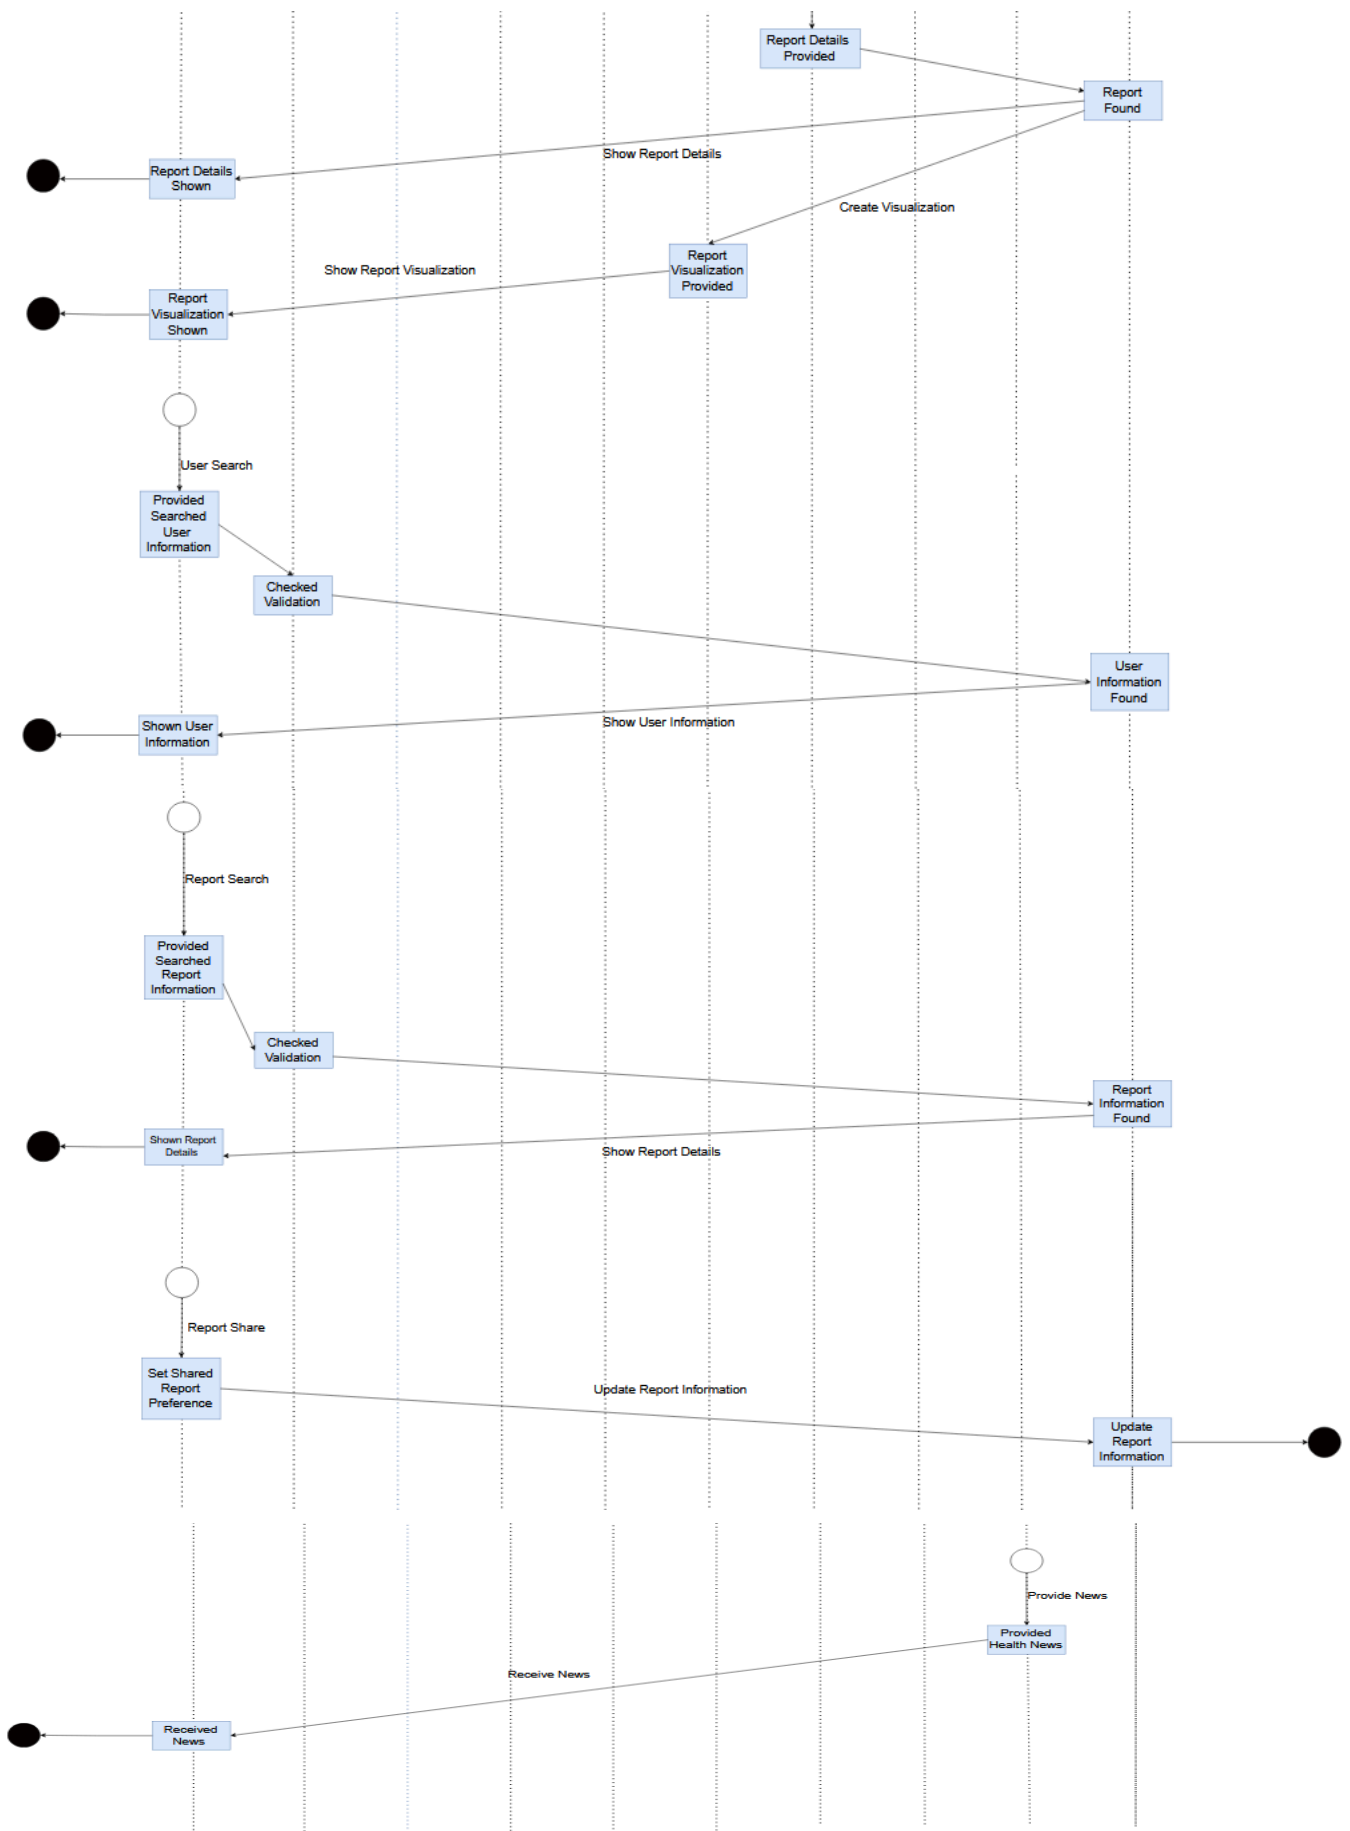 Report Details
Provided
Report
Found
Show Report Details
Report Details
Shown
Create Visualization
Report
Visualization
Provided
Show Report Visualization
Report
Visualization
Shown
User Search
Provided
Searched
User
Information
Checked
Validation
User
Information
Found
Show User Information
Shown User
Information
Report Search
Provided
Searched
Report
Information
Checked
Validation
Report
Information
Found
Shown Report
Details
Show Report Details
Report Share
Set Shared
Report
Preference
Update Report Information
Update
Report
Information
Provide News
Provided
Health News
Receive News
Received
News